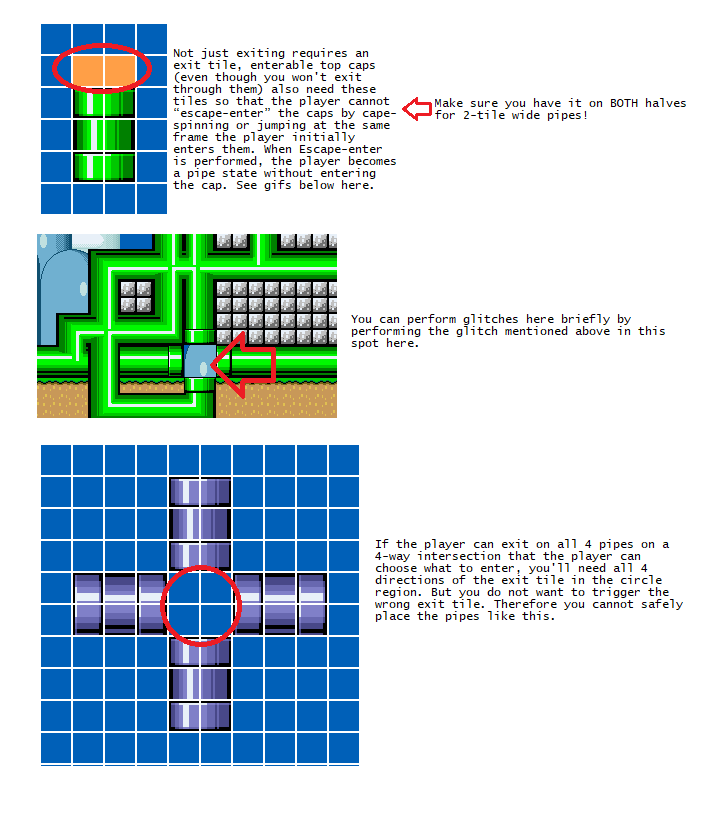 Not just exiting requires an
exit tile, enterable top caps
(even though you won't exit
through them) also need these
tiles so that the player cannot
“escape-enter” the caps by cape-
spinning or jumping at the same
frame the player initially
enters them. When Escape-enter
is performed, the player becomes
a pipe state without entering
the cap. See gifs below here.
Make sure you have it on BOTH halves
for 2-tile wide pipes!
You can perform glitches here briefly by
performing the glitch mentioned above in this
spot here.
If the player can exit on all 4 pipes on a
4-way intersection that the player can
choose what to enter, you'll need all 4
directions of the exit tile in the circle
region. But you do not want to trigger the
wrong exit tile. Therefore you cannot safely
place the pipes like this.